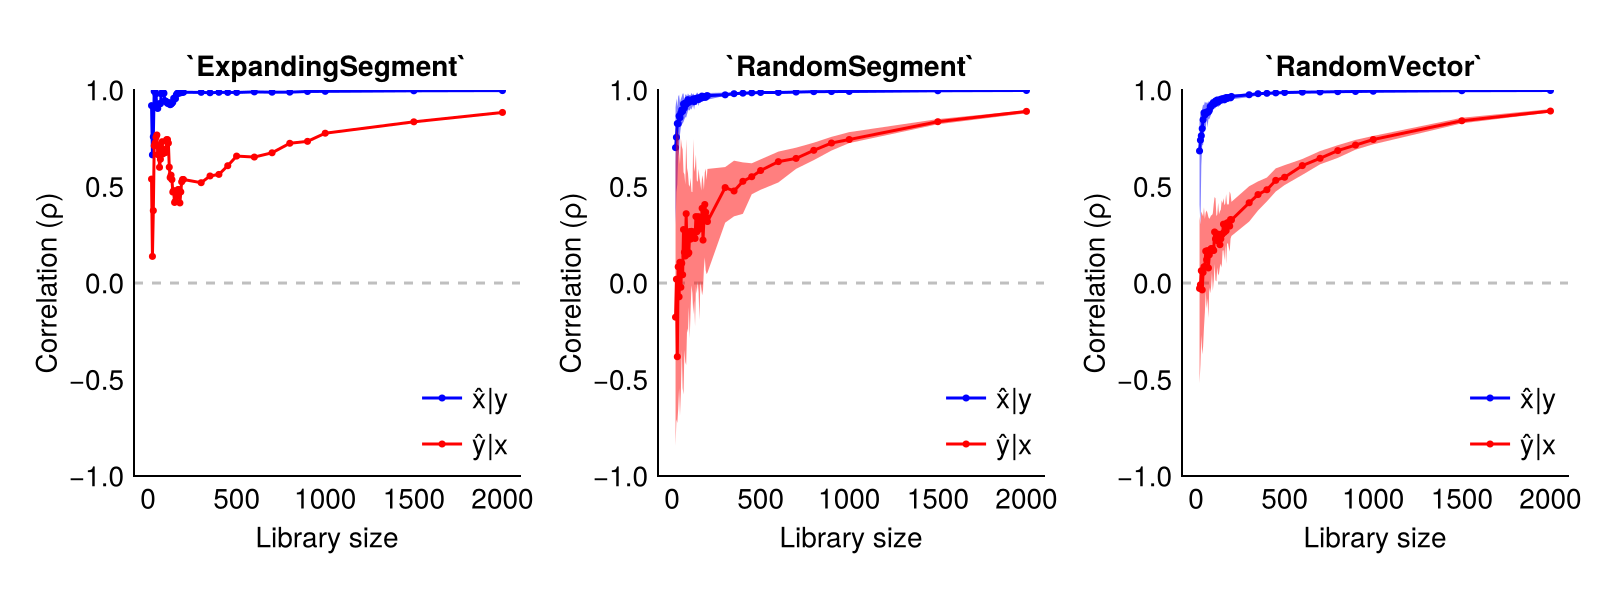 `ExpandingSegment`
1.0
0.5
0.0
−0.5
−1.0
Correlation (ρ)
x̂|y
ŷ|x
0 500 1000 1500 2000
Library size
`RandomSegment`
1.0
0.5
0.0
−0.5
−1.0
Correlation (ρ)
x̂|y
ŷ|x
0 500 1000 1500 2000
Library size
`RandomVector`
1.0
0.5
0.0
−0.5
−1.0
Correlation (ρ)
x̂|y
ŷ|x
0 500 1000 1500 2000
Library size